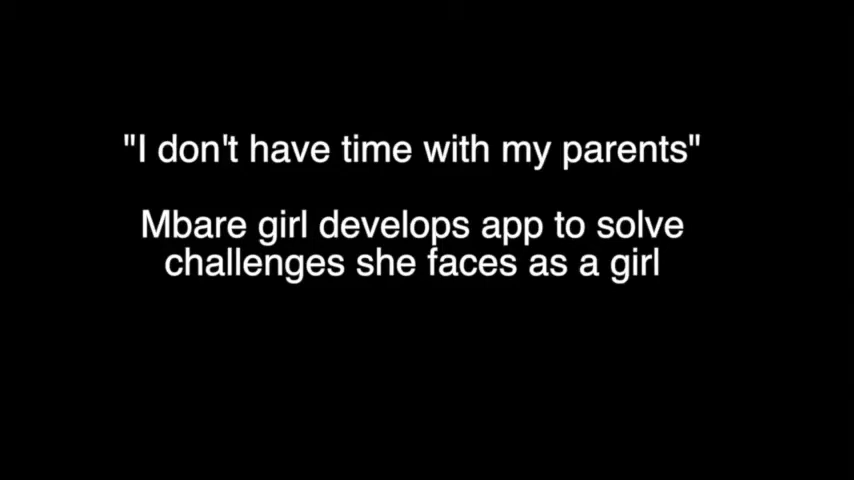 "I don't have time with my parents"
Mbare girl develops app to solve
challenges she faces as a girl